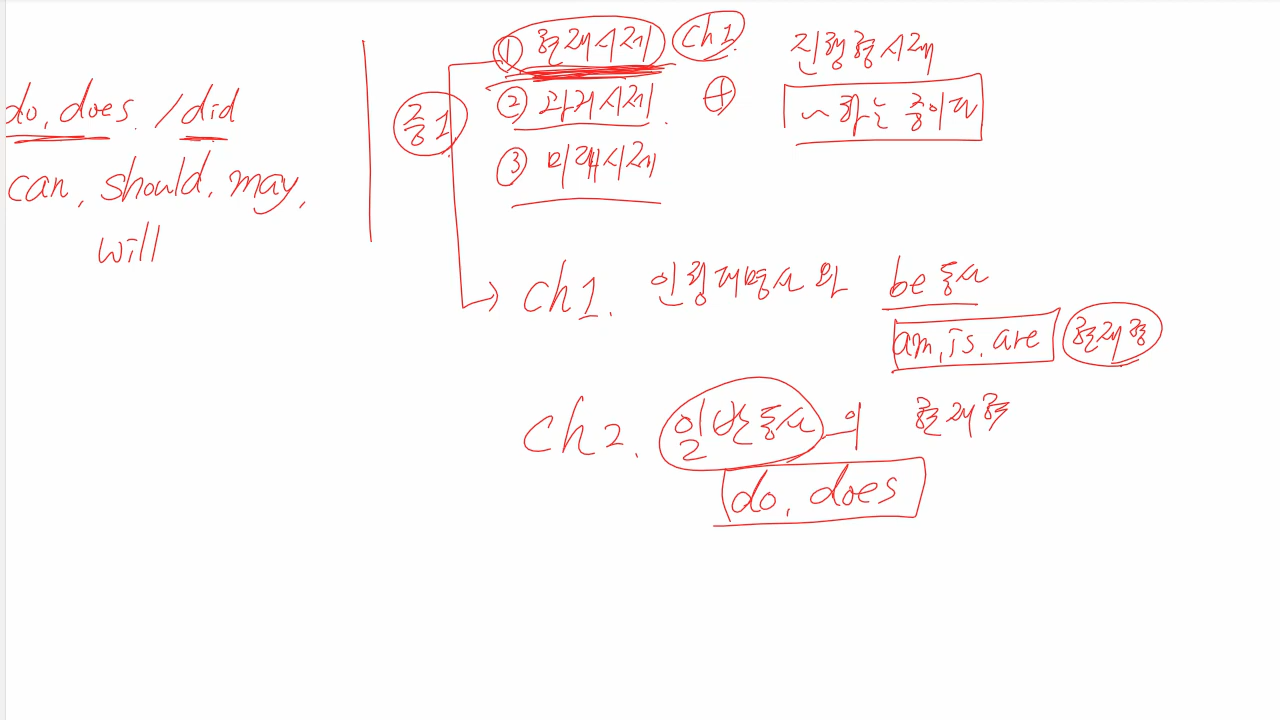 do, does / did
can, should, may,
will
중1
① 현재시제 ch1
② 과거시제
③ 미래시제
⊕ 진행형시제
~하는 중이다
ch1. 인칭대명사와 be동사
am, is, are 현재형
ch2. 일반동사의 현재형
do, does